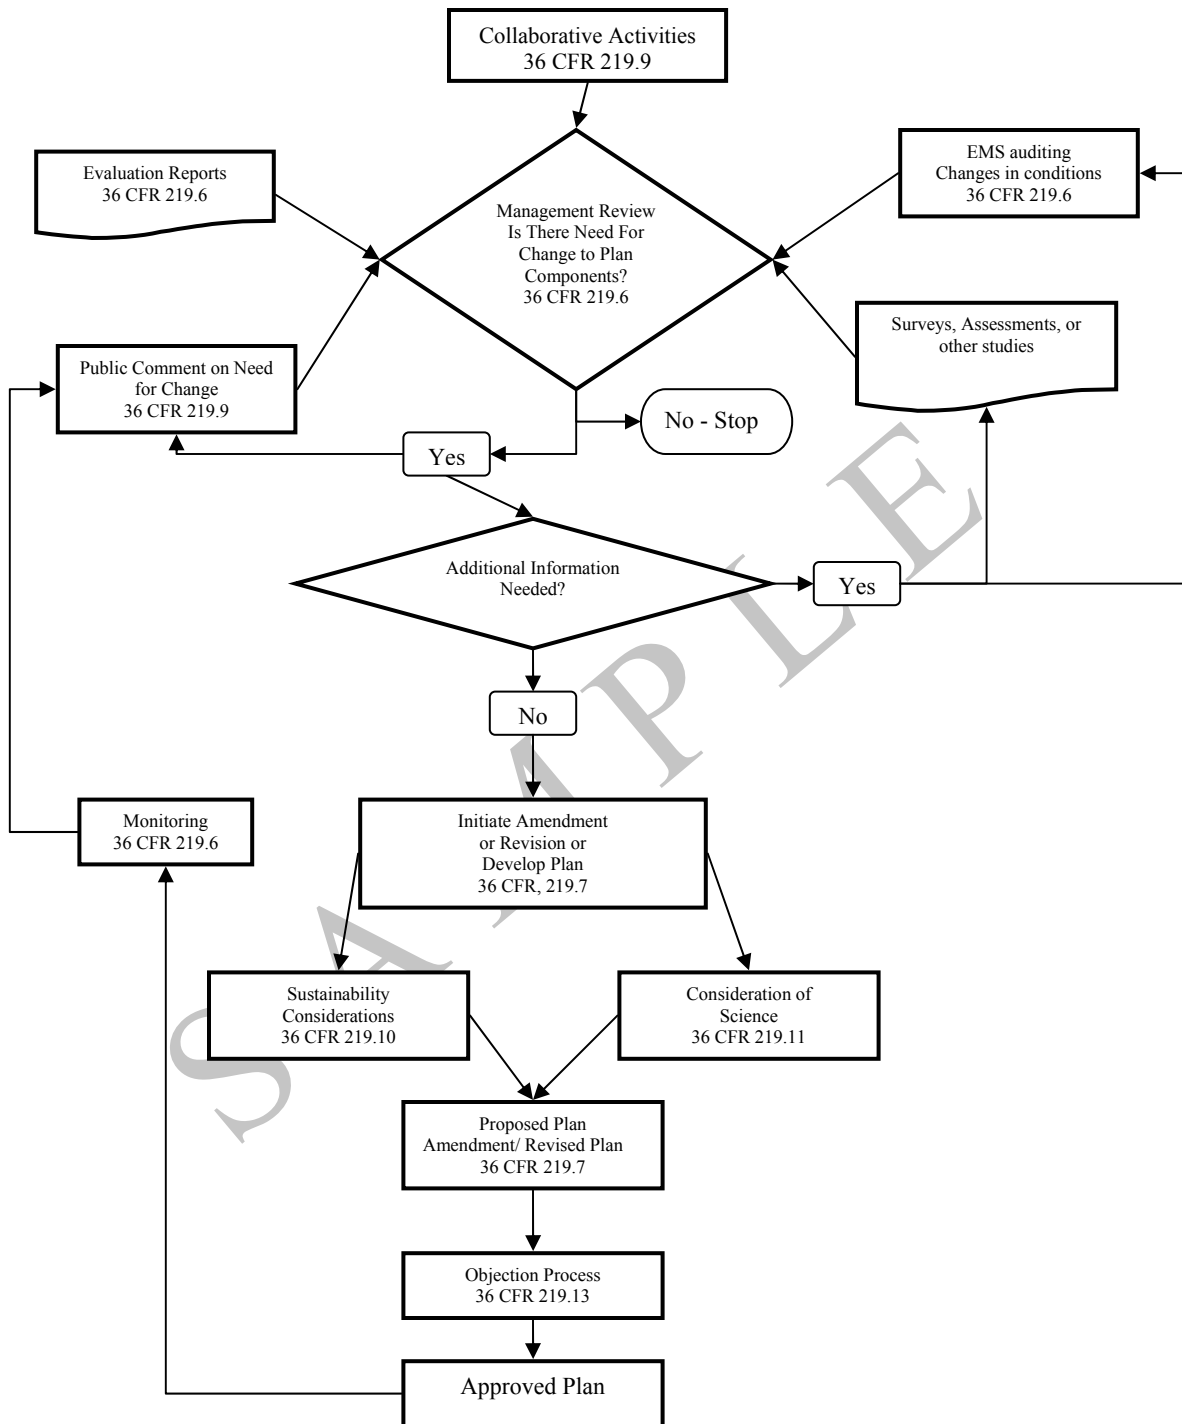 Collaborative Activities
36 CFR 219.9
Evaluation Reports
36 CFR 219.6
Management Review
Is There Need For
Change to Plan
Components?
36 CFR 219.6
EMS auditing
Changes in conditions
36 CFR 219.6
Surveys, Assessments, or
other studies
Public Comment on Need
for Change
36 CFR 219.9
No - Stop
Yes
Additional Information
Needed?
Yes
No
Initiate Amendment
or Revision or
Develop Plan
36 CFR, 219.7
Monitoring
36 CFR 219.6
Sustainability
Considerations
36 CFR 219.10
Consideration of
Science
36 CFR 219.11
Proposed Plan
Amendment/ Revised Plan
36 CFR 219.7
Objection Process
36 CFR 219.13
Approved Plan
SAMPLE